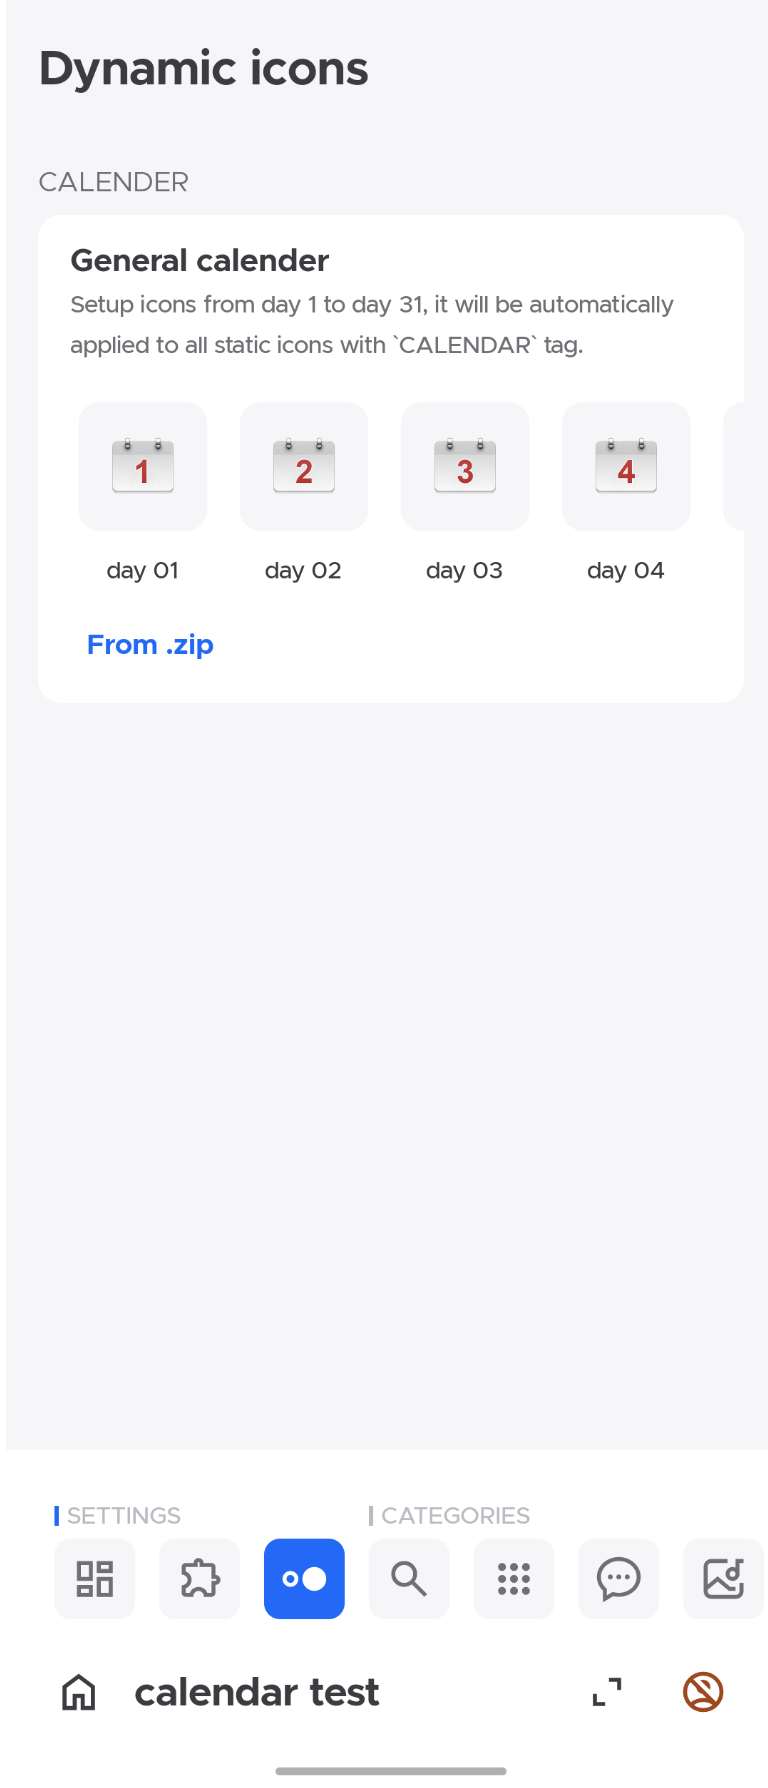 Dynamic icons
CALENDER
General calender
Setup icons from day 1 to day 31, it will be automatically
applied to all static icons with `CALENDAR` tag.
1 2 3 4
day 01 day 02 day 03 day 04
From .zip
SETTINGS CATEGORIES
calendar test